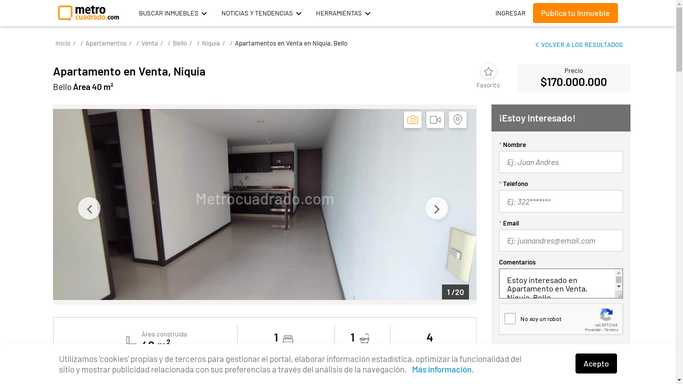 metro
cuadrado.com
BUSCAR INMUEBLES
NOTICIAS Y TENDENCIAS
HERRAMIENTAS
INGRESAR
Publica tu Inmueble
Inicio / / Apartamentos / / Venta / / Bello / / Niquia / / Apartamentos en Venta en Niquia, Bello
VOLVER A LOS RESULTADOS
Apartamento en Venta, Niquia
Bello Área 40 m²
Favorito
Precio
$170.000.000
Metrocuadrado.com
1 / 20
¡Estoy Interesado!
* Nombre
Ej: Juan Andres
* Teléfono
Ej: 322*******
* Email
Ej: juanandres@email.com
Comentarios
Estoy interesado en
Apartamento en Venta,
Niquia, Bello
No soy un robot
reCAPTCHA
Privacidad - Términos
Área construida
40 m²
1
1
4
Utilizamos 'cookies' propias y de terceros para gestionar el portal, elaborar información estadística, optimizar la funcionalidad del
sitio y mostrar publicidad relacionada con sus preferencias a través del análisis de la navegación. Más información.
Acepto